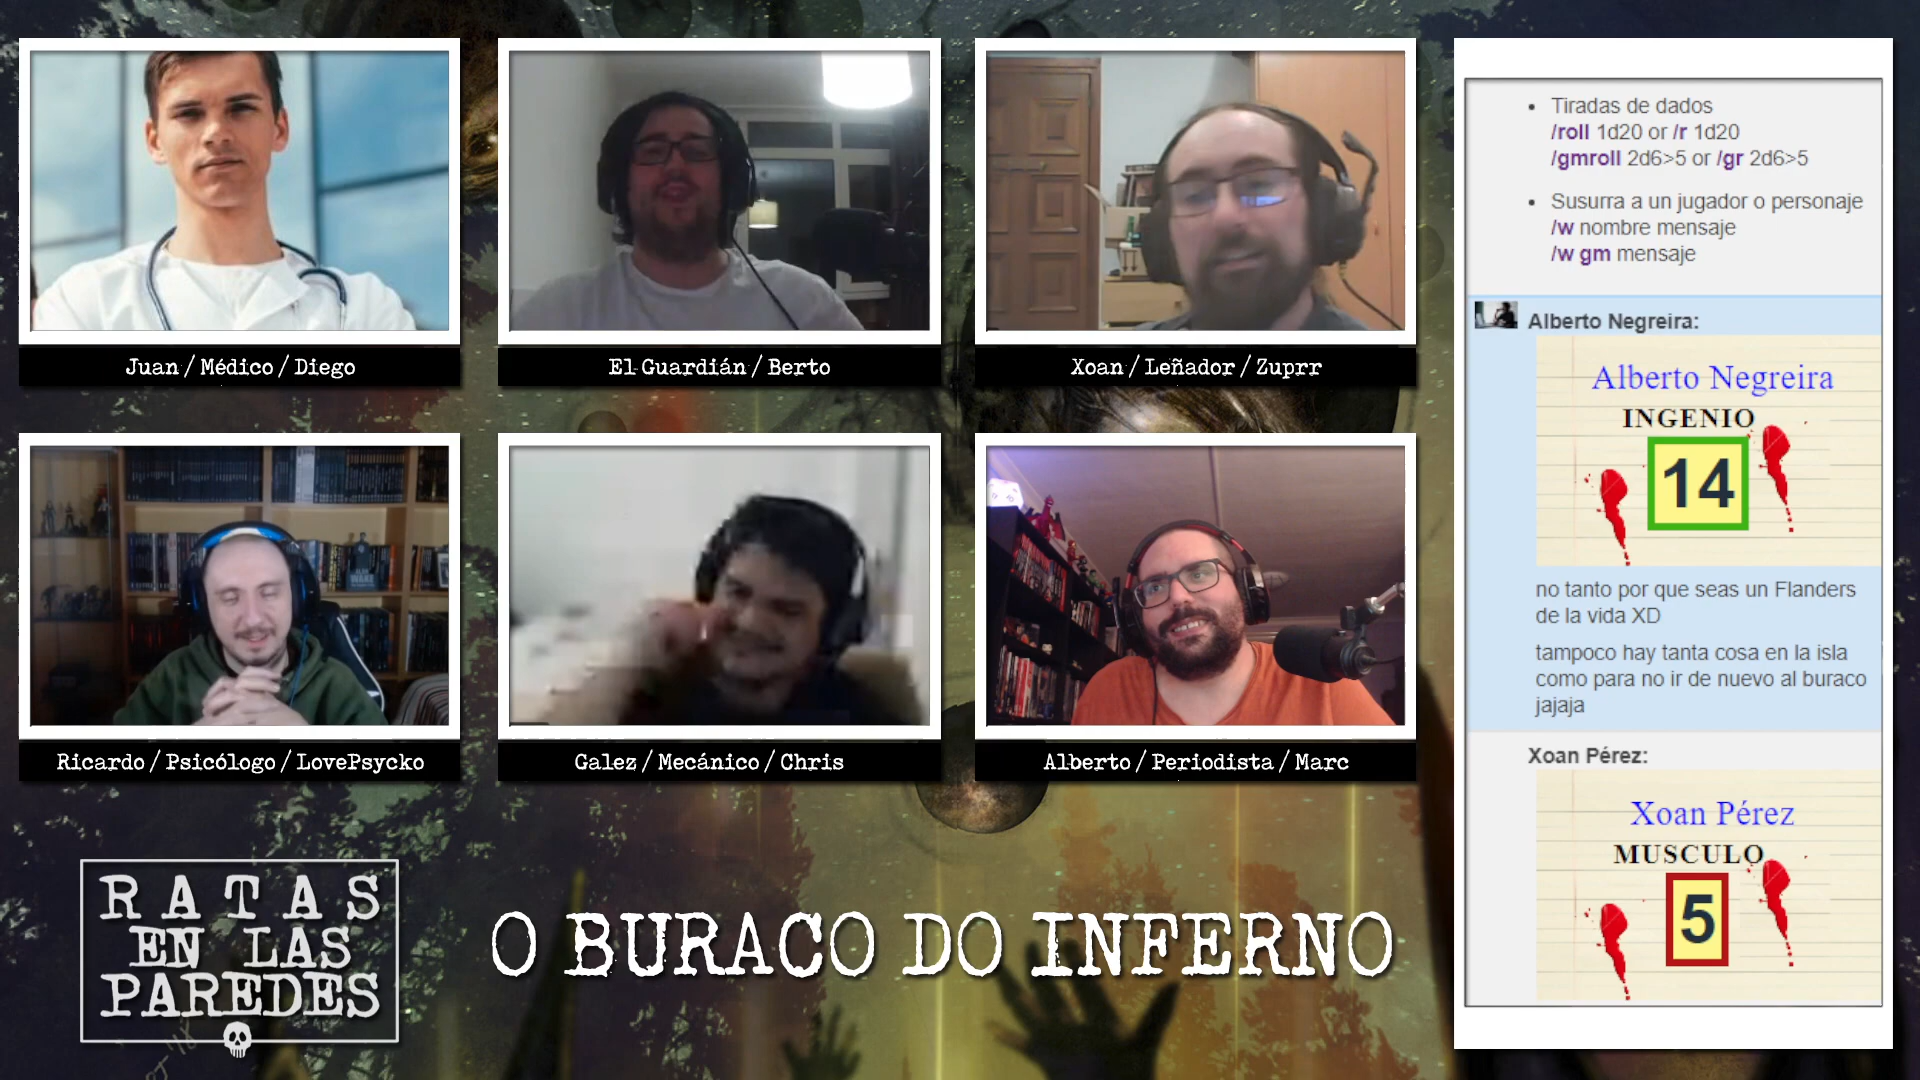 Juan / Médico / Diego
El Guardián / Berto
Xoan / Leñador / Zuprr
Ricardo / Psicólogo / LovePsycko
Galez / Mecánico / Chris
Alberto / Periodista / Marc
RATAS
EN LAS
PAREDES
O BURACO DO INFERNO
• Tiradas de dados
/roll 1d20 or /r 1d20
/gmroll 2d6>5 or /gr 2d6>5
• Susurra a un jugador o personaje
/w nombre mensaje
/w gm mensaje
Alberto Negreira:
Alberto Negreira
INGENIO
14
no tanto por que seas un Flanders
de la vida XD
tampoco hay tanta cosa en la isla
como para no ir de nuevo al buraco
jajaja
Xoan Pérez:
Xoan Pérez
MUSCULO
5